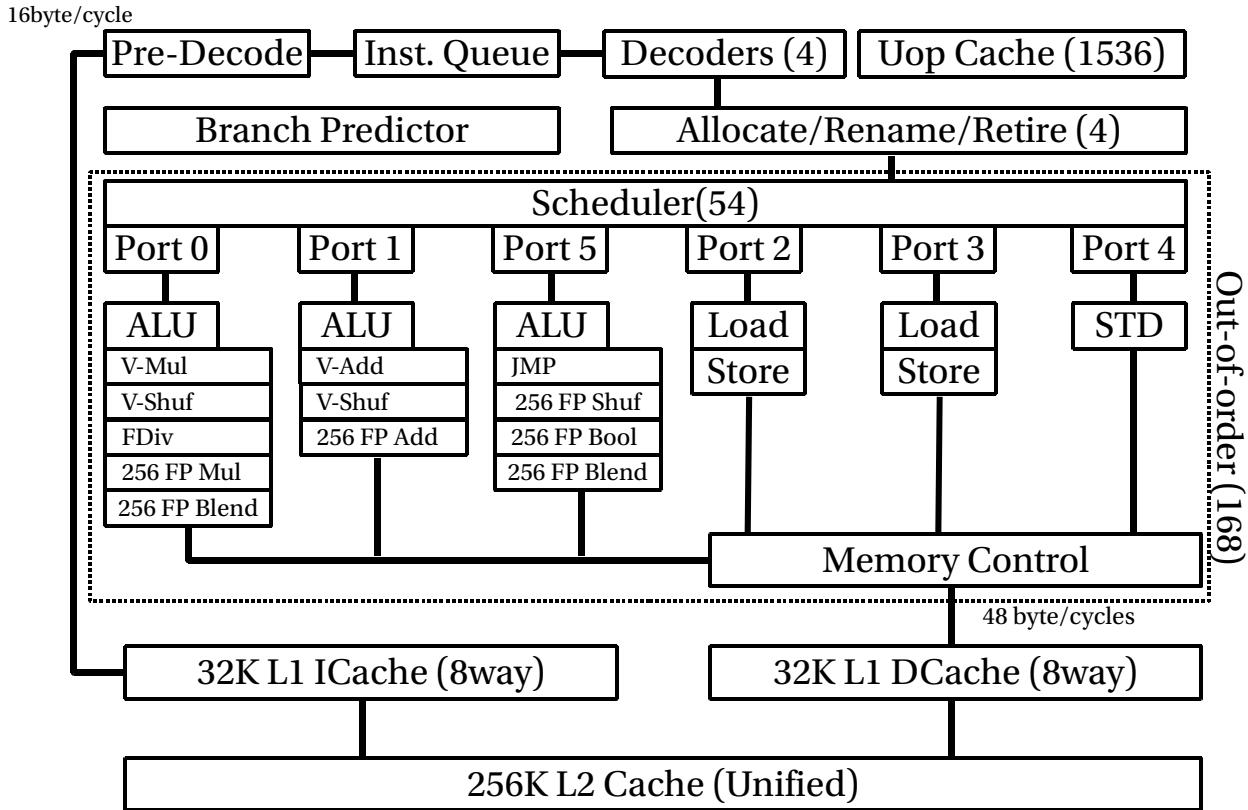 16byte/cycle
Pre-Decode
Inst. Queue
Decoders (4)
Uop Cache (1536)
Branch Predictor
Allocate/Rename/Retire (4)
Scheduler(54)
Port 0
Port 1
Port 5
Port 2
Port 3
Port 4
ALU
V-Mul
V-Shuf
FDiv
256 FP Mul
256 FP Blend
ALU
V-Add
V-Shuf
256 FP Add
ALU
JMP
256 FP Shuf
256 FP Bool
256 FP Blend
Load
Store
Load
Store
STD
Out-of-order (168)
Memory Control
48 byte/cycles
32K L1 ICache (8way)
32K L1 DCache (8way)
256K L2 Cache (Unified)